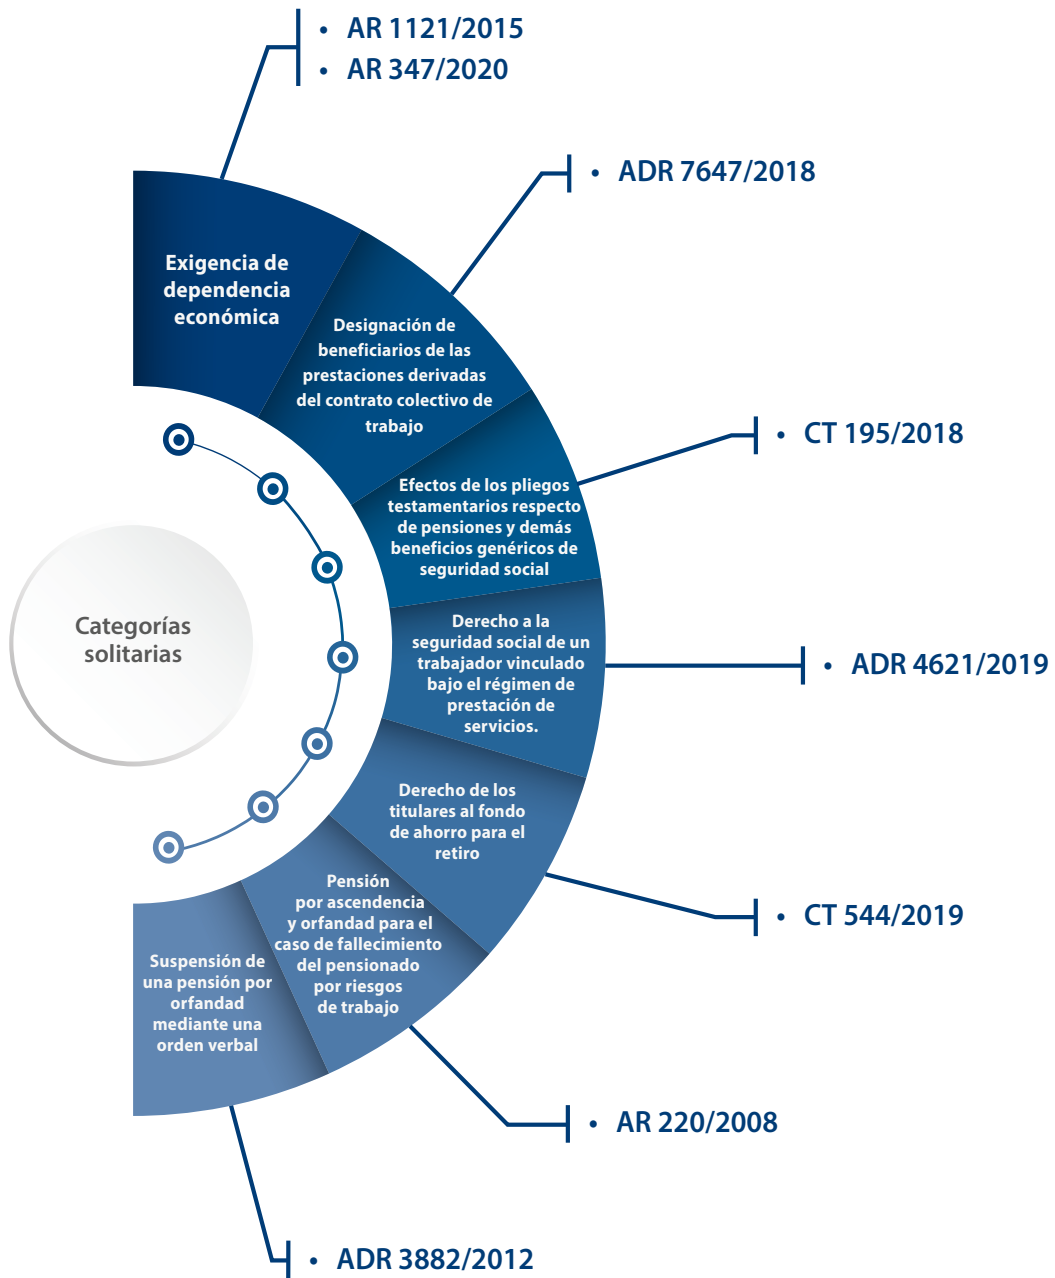 • AR 1121/2015
• AR 347/2020
• ADR 7647/2018
Exigencia de
dependencia
económica
Designación de
beneficiarios de las
prestaciones derivadas
del contrato colectivo de
trabajo
• CT 195/2018
Efectos de los pliegos
testamentarios respecto
de pensiones y demás
beneficios genéricos de
seguridad social
Categorías
solitarias
Derecho a la
seguridad social de un
trabajador vinculado
bajo el régimen de
prestación de
servicios.
• ADR 4621/2019
Derecho de los
titulares al fondo
de ahorro para el
retiro
• CT 544/2019
Pensión
por ascendencia
y orfandad para el
caso de fallecimiento
del pensionado
por riesgos
de trabajo
Suspensión de
una pensión por
orfandad
mediante una
orden verbal
• AR 220/2008
• ADR 3882/2012